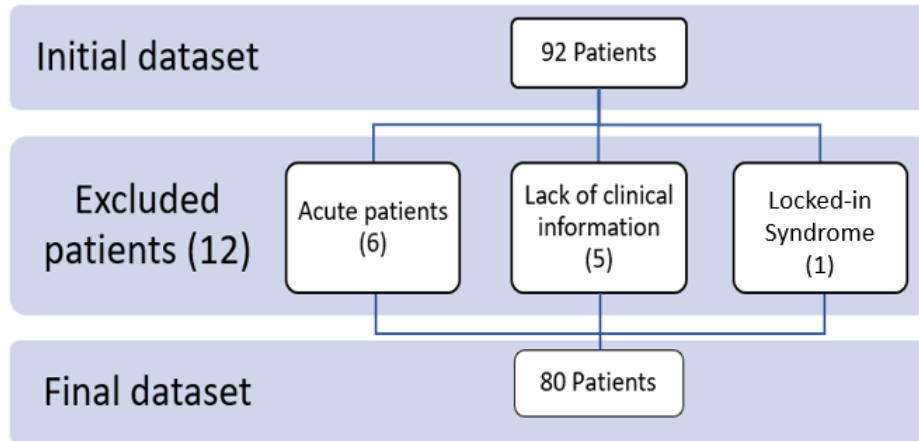 Initial dataset
92 Patients
Excluded
patients (12)
Acute patients
(6)
Lack of clinical
information
(5)
Locked-in
Syndrome
(1)
Final dataset
80 Patients